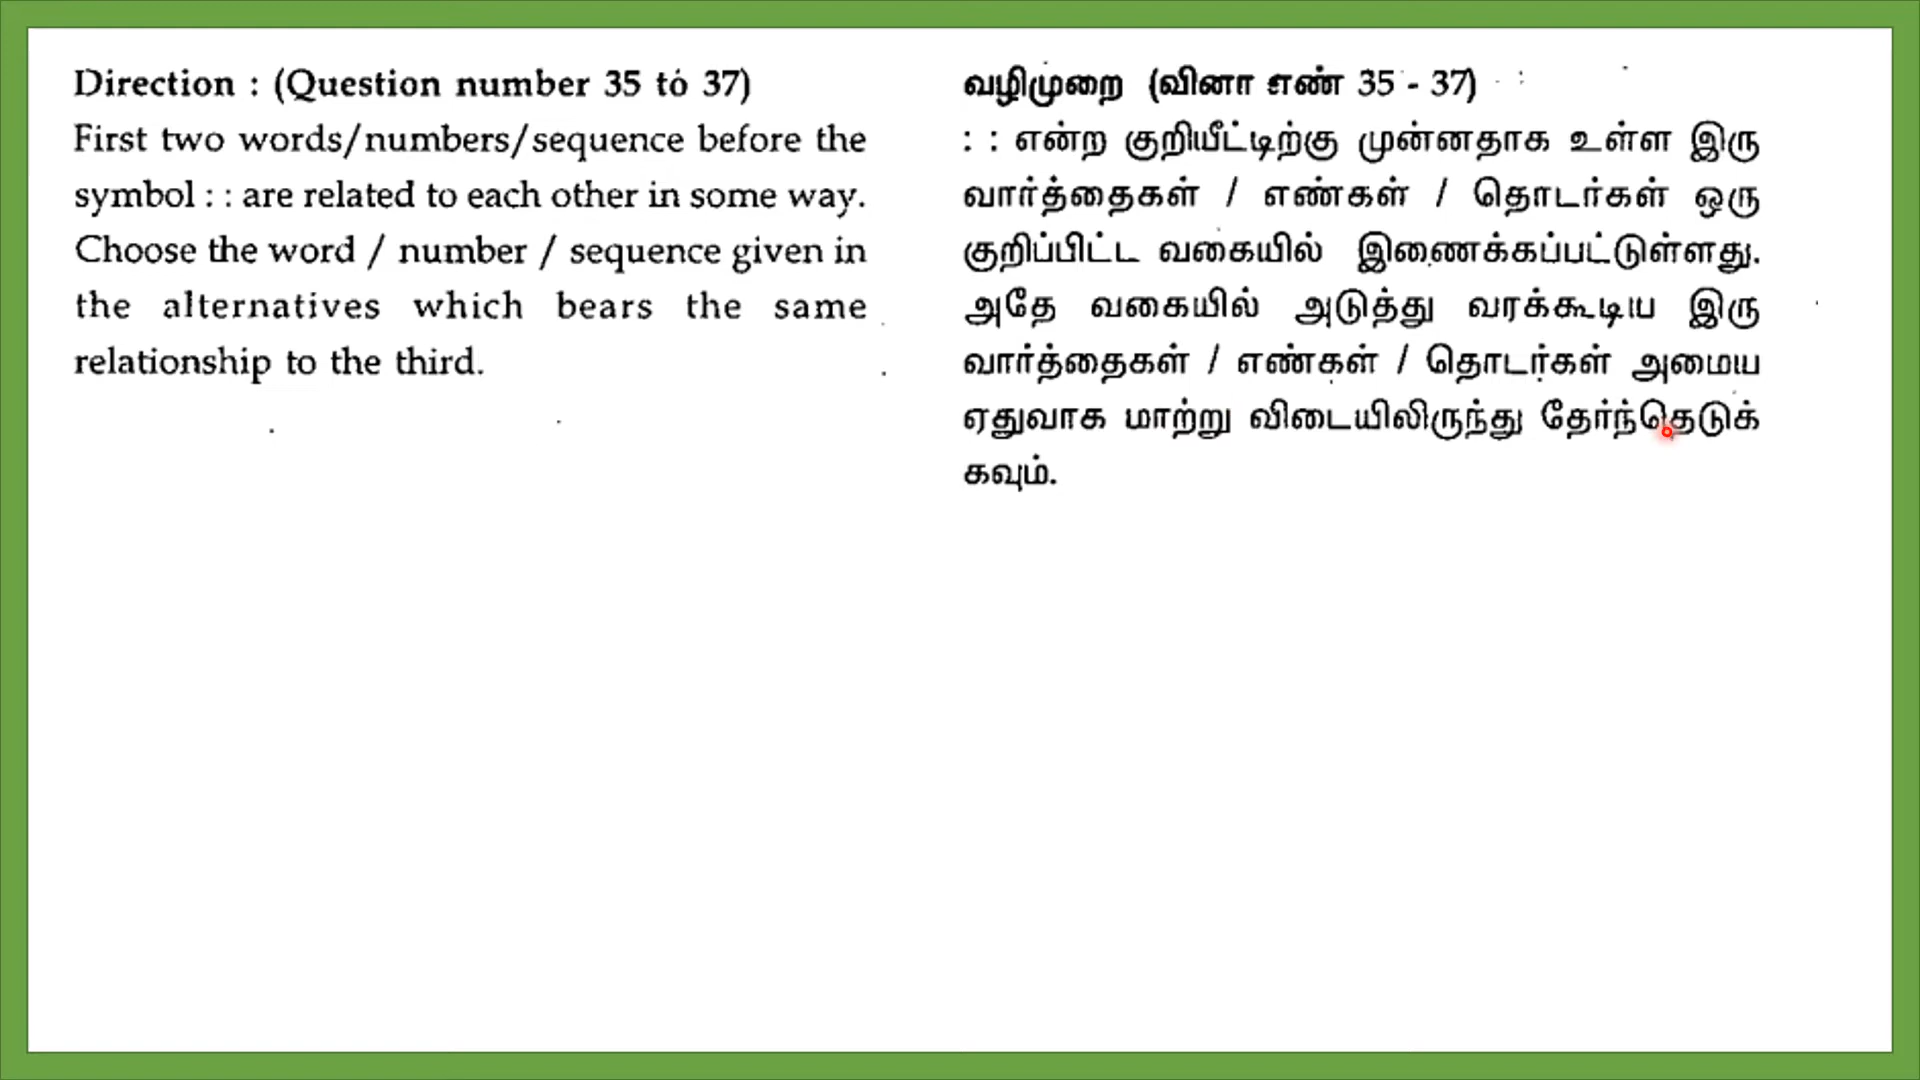 Direction : (Question number 35 to 37)
First two words/numbers/sequence before the
symbol : : are related to each other in some way.
Choose the word / number / sequence given in
the alternatives which bears the same
relationship to the third.
வழிமுறை (வினா எண் 35 - 37)
: : என்ற குறியீட்டிற்கு முன்னதாக உள்ள இரு
வார்த்தைகள் / எண்கள் / தொடர்கள் ஒரு
குறிப்பிட்ட வகையில் இணைக்கப்பட்டுள்ளது.
அதே வகையில் அடுத்து வரக்கூடிய இரு
வார்த்தைகள் / எண்கள் / தொடர்கள் அமைய
ஏதுவாக மாற்று விடையிலிருந்து தேர்ந்தெடுக்
கவும்.